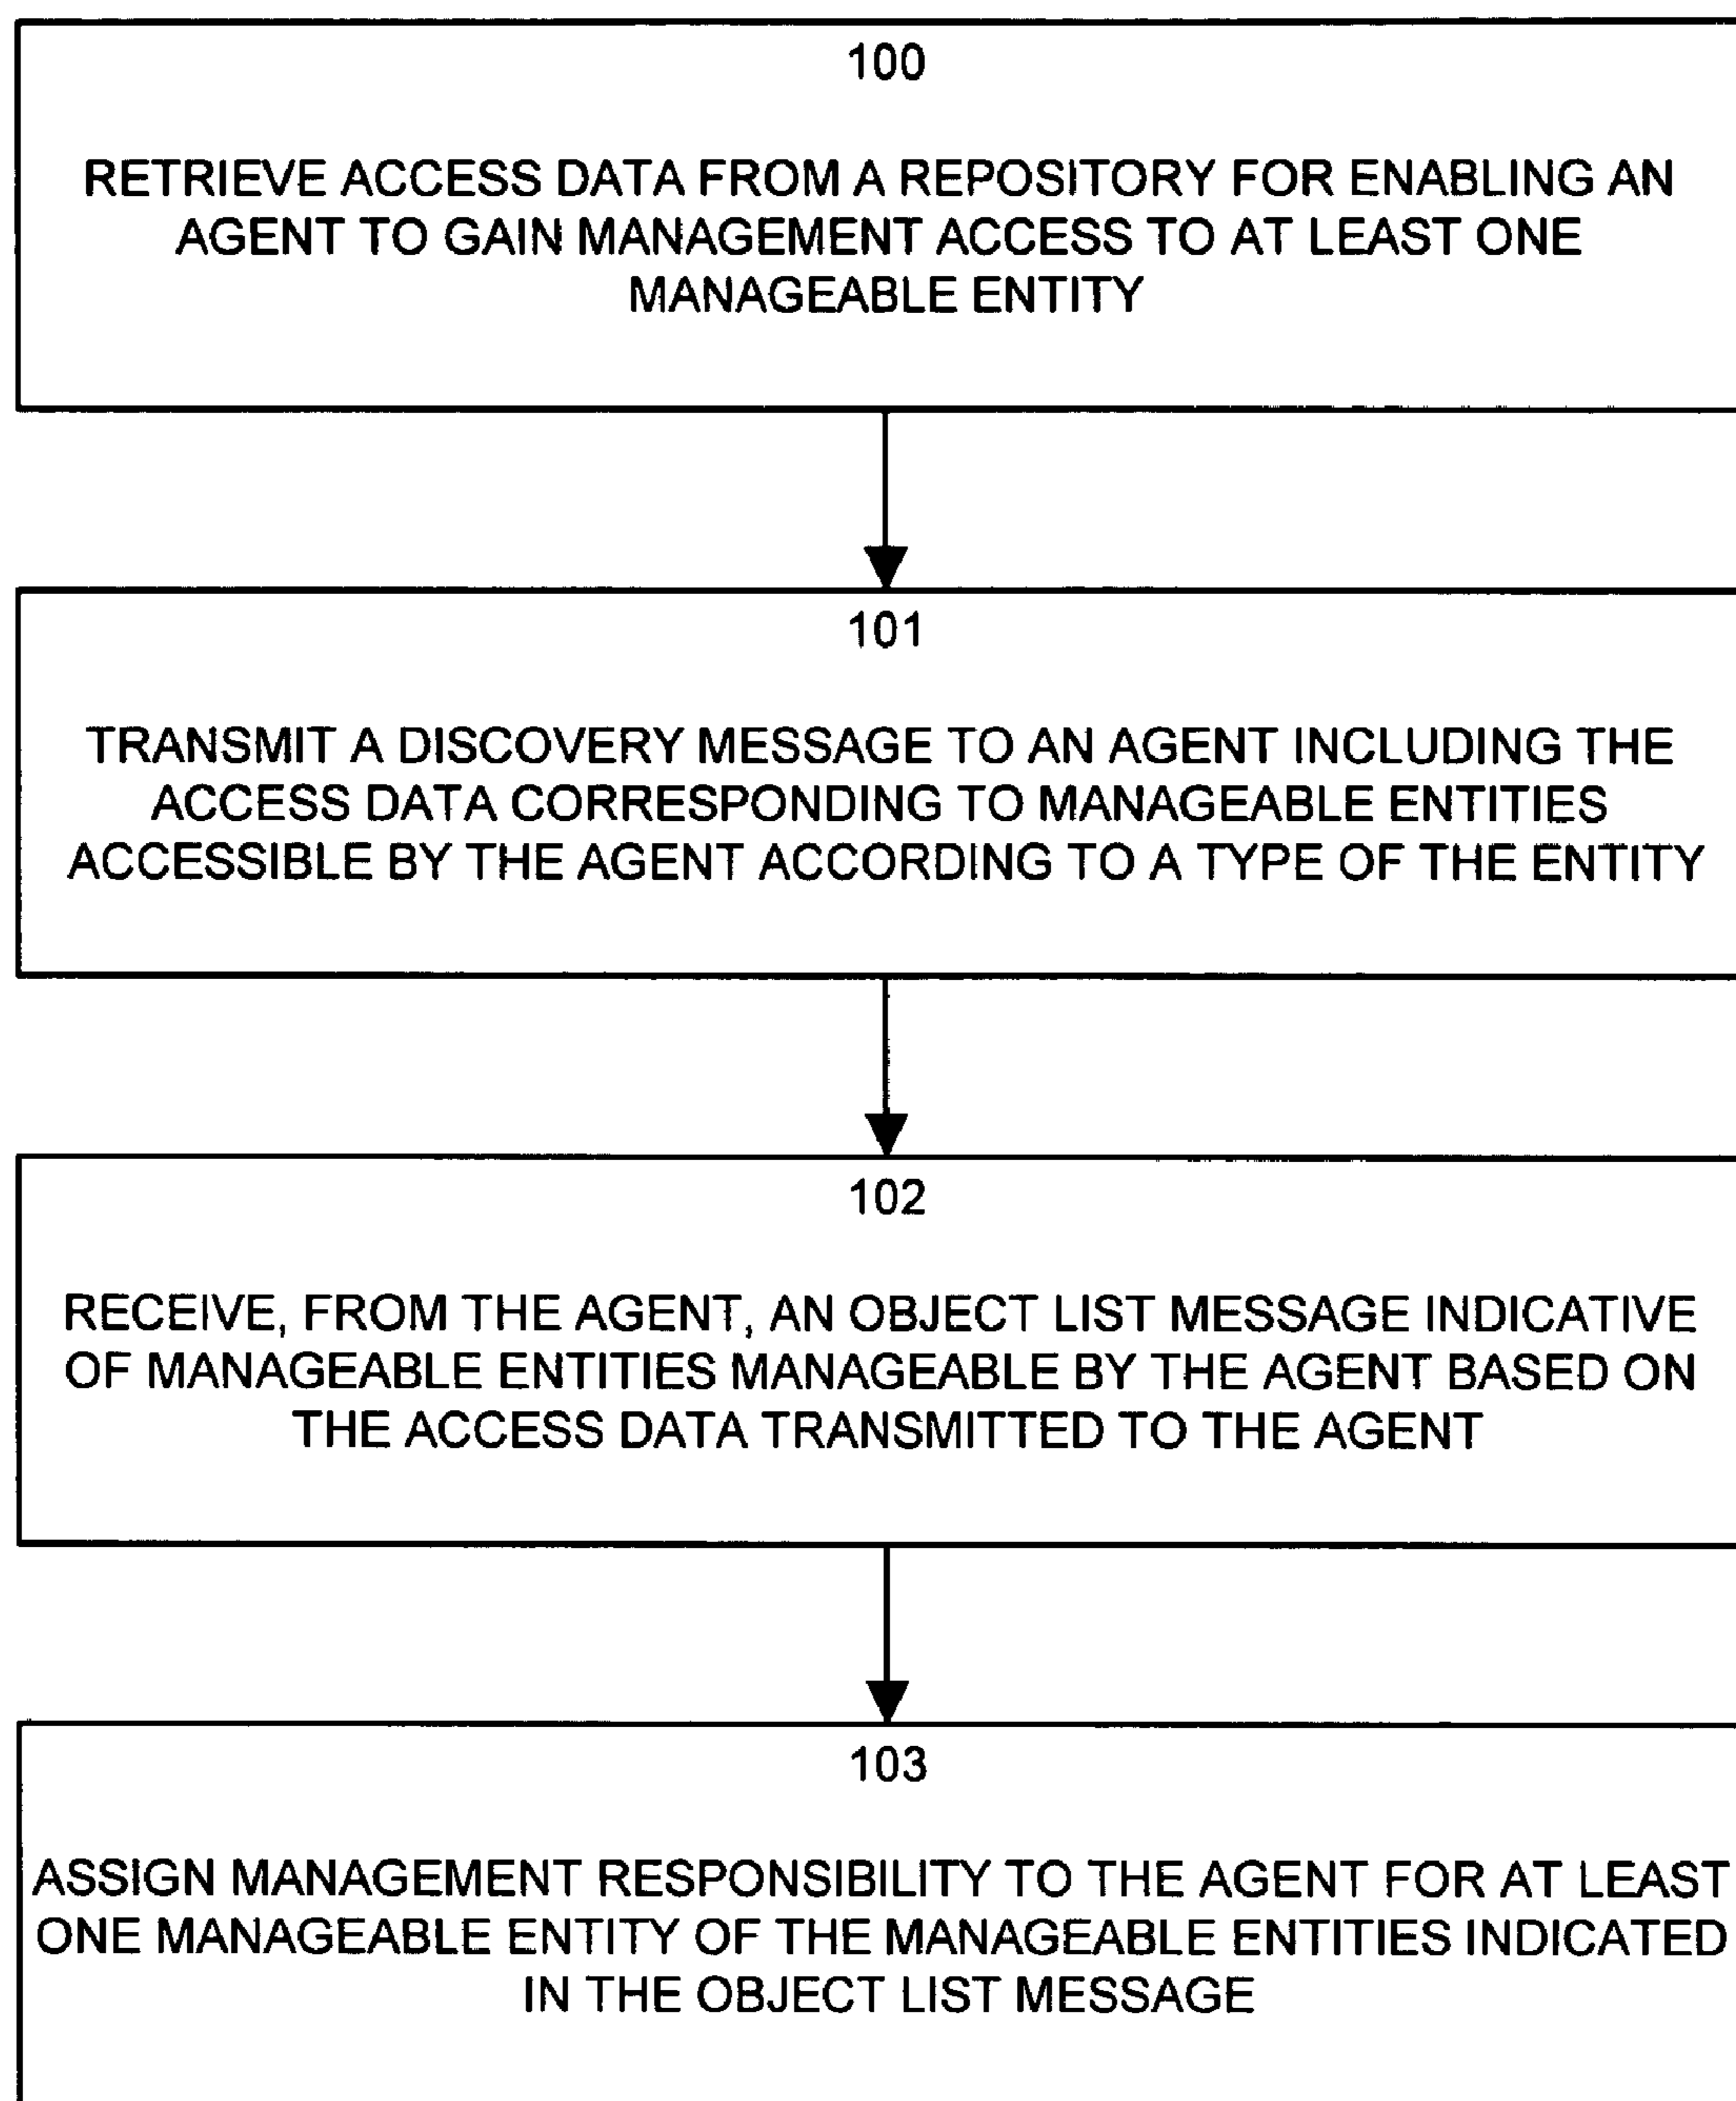 100
RETRIEVE ACCESS DATA FROM A REPOSITORY FOR ENABLING AN
AGENT TO GAIN MANAGEMENT ACCESS TO AT LEAST ONE
MANAGEABLE ENTITY
101
TRANSMIT A DISCOVERY MESSAGE TO AN AGENT INCLUDING THE
ACCESS DATA CORRESPONDING TO MANAGEABLE ENTITIES
ACCESSIBLE BY THE AGENT ACCORDING TO A TYPE OF THE ENTITY
102
RECEIVE, FROM THE AGENT, AN OBJECT LIST MESSAGE INDICATIVE
OF MANAGEABLE ENTITIES MANAGEABLE BY THE AGENT BASED ON
THE ACCESS DATA TRANSMITTED TO THE AGENT
103
ASSIGN MANAGEMENT RESPONSIBILITY TO THE AGENT FOR AT LEAST
ONE MANAGEABLE ENTITY OF THE MANAGEABLE ENTITIES INDICATED
IN THE OBJECT LIST MESSAGE